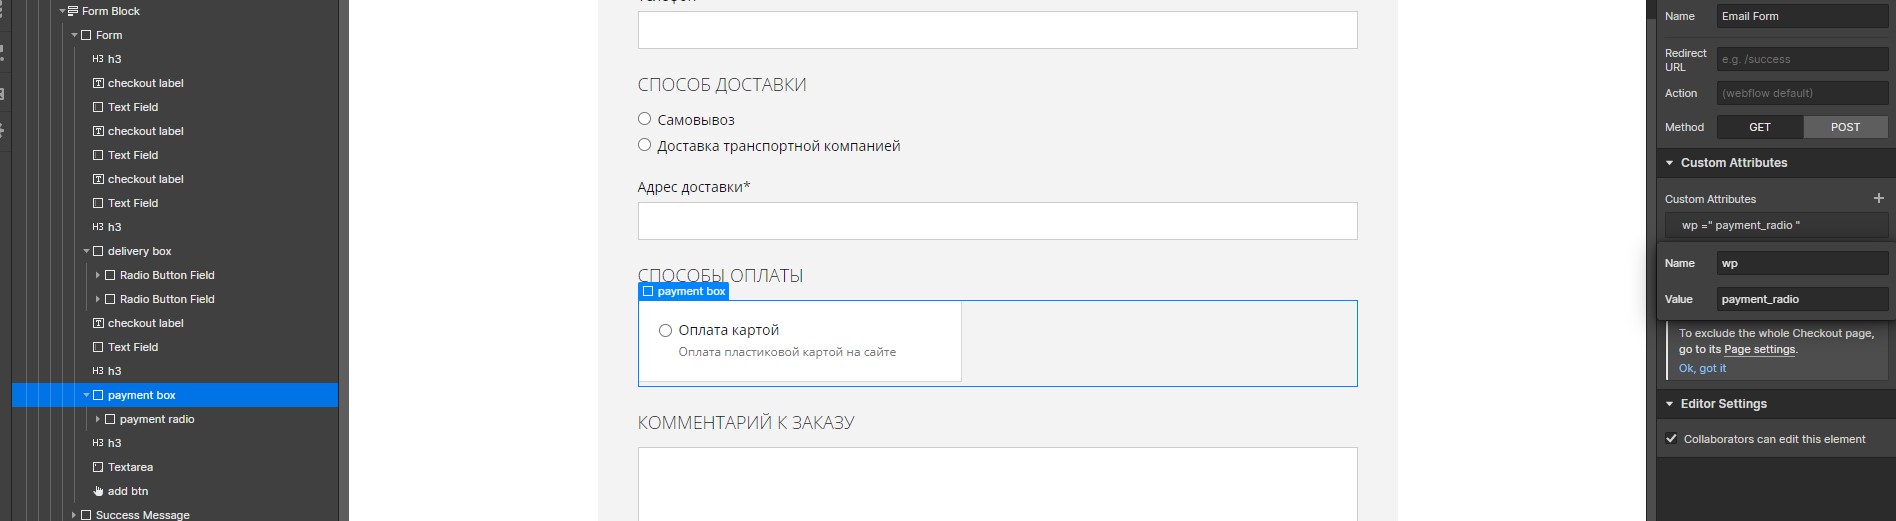 Form Block
Form
H3 h3
checkout label
Text Field
checkout label
Text Field
checkout label
Text Field
H3 h3
delivery box
Radio Button Field
Radio Button Field
checkout label
Text Field
H3 h3
payment box
payment radio
H3 h3
Textarea
add btn
Success Message
СПОСОБ ДОСТАВКИ
Самовывоз
Доставка транспортной компанией
Адрес доставки*
СПОСОБЫ ОПЛАТЫ
payment box
Оплата картой
Оплата пластиковой картой на сайте
КОММЕНТАРИЙ К ЗАКАЗУ
Name Email Form
Redirect URL e.g. /success
Action (webflow default)
Method GET POST
Custom Attributes
Custom Attributes +
wp =" payment_radio "
Name wp
Value payment_radio
To exclude the whole Checkout page,
go to its Page settings.
Ok, got it
Editor Settings
Collaborators can edit this element